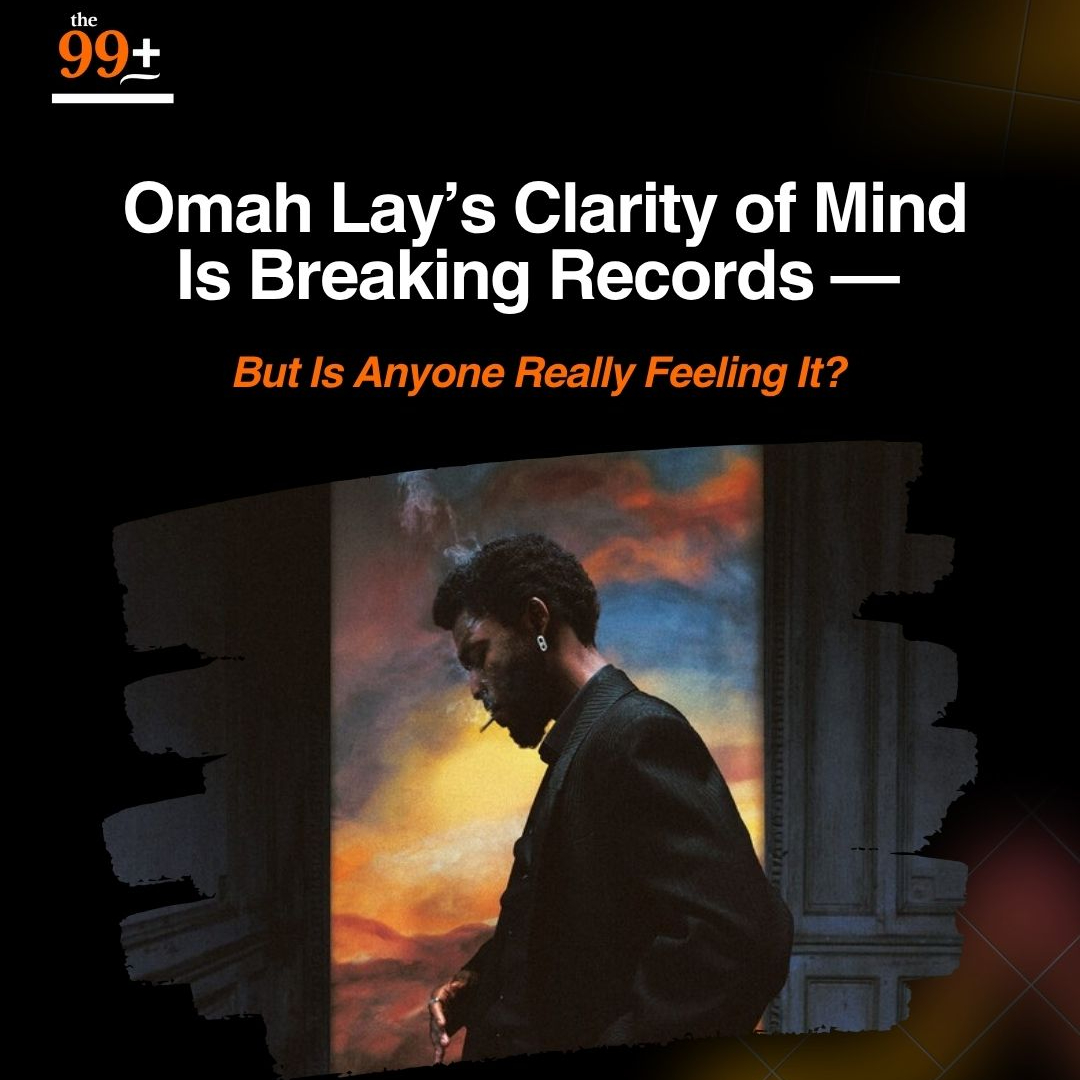 the
99+
Omah Lay’s Clarity of Mind
Is Breaking Records —
But Is Anyone Really Feeling It?